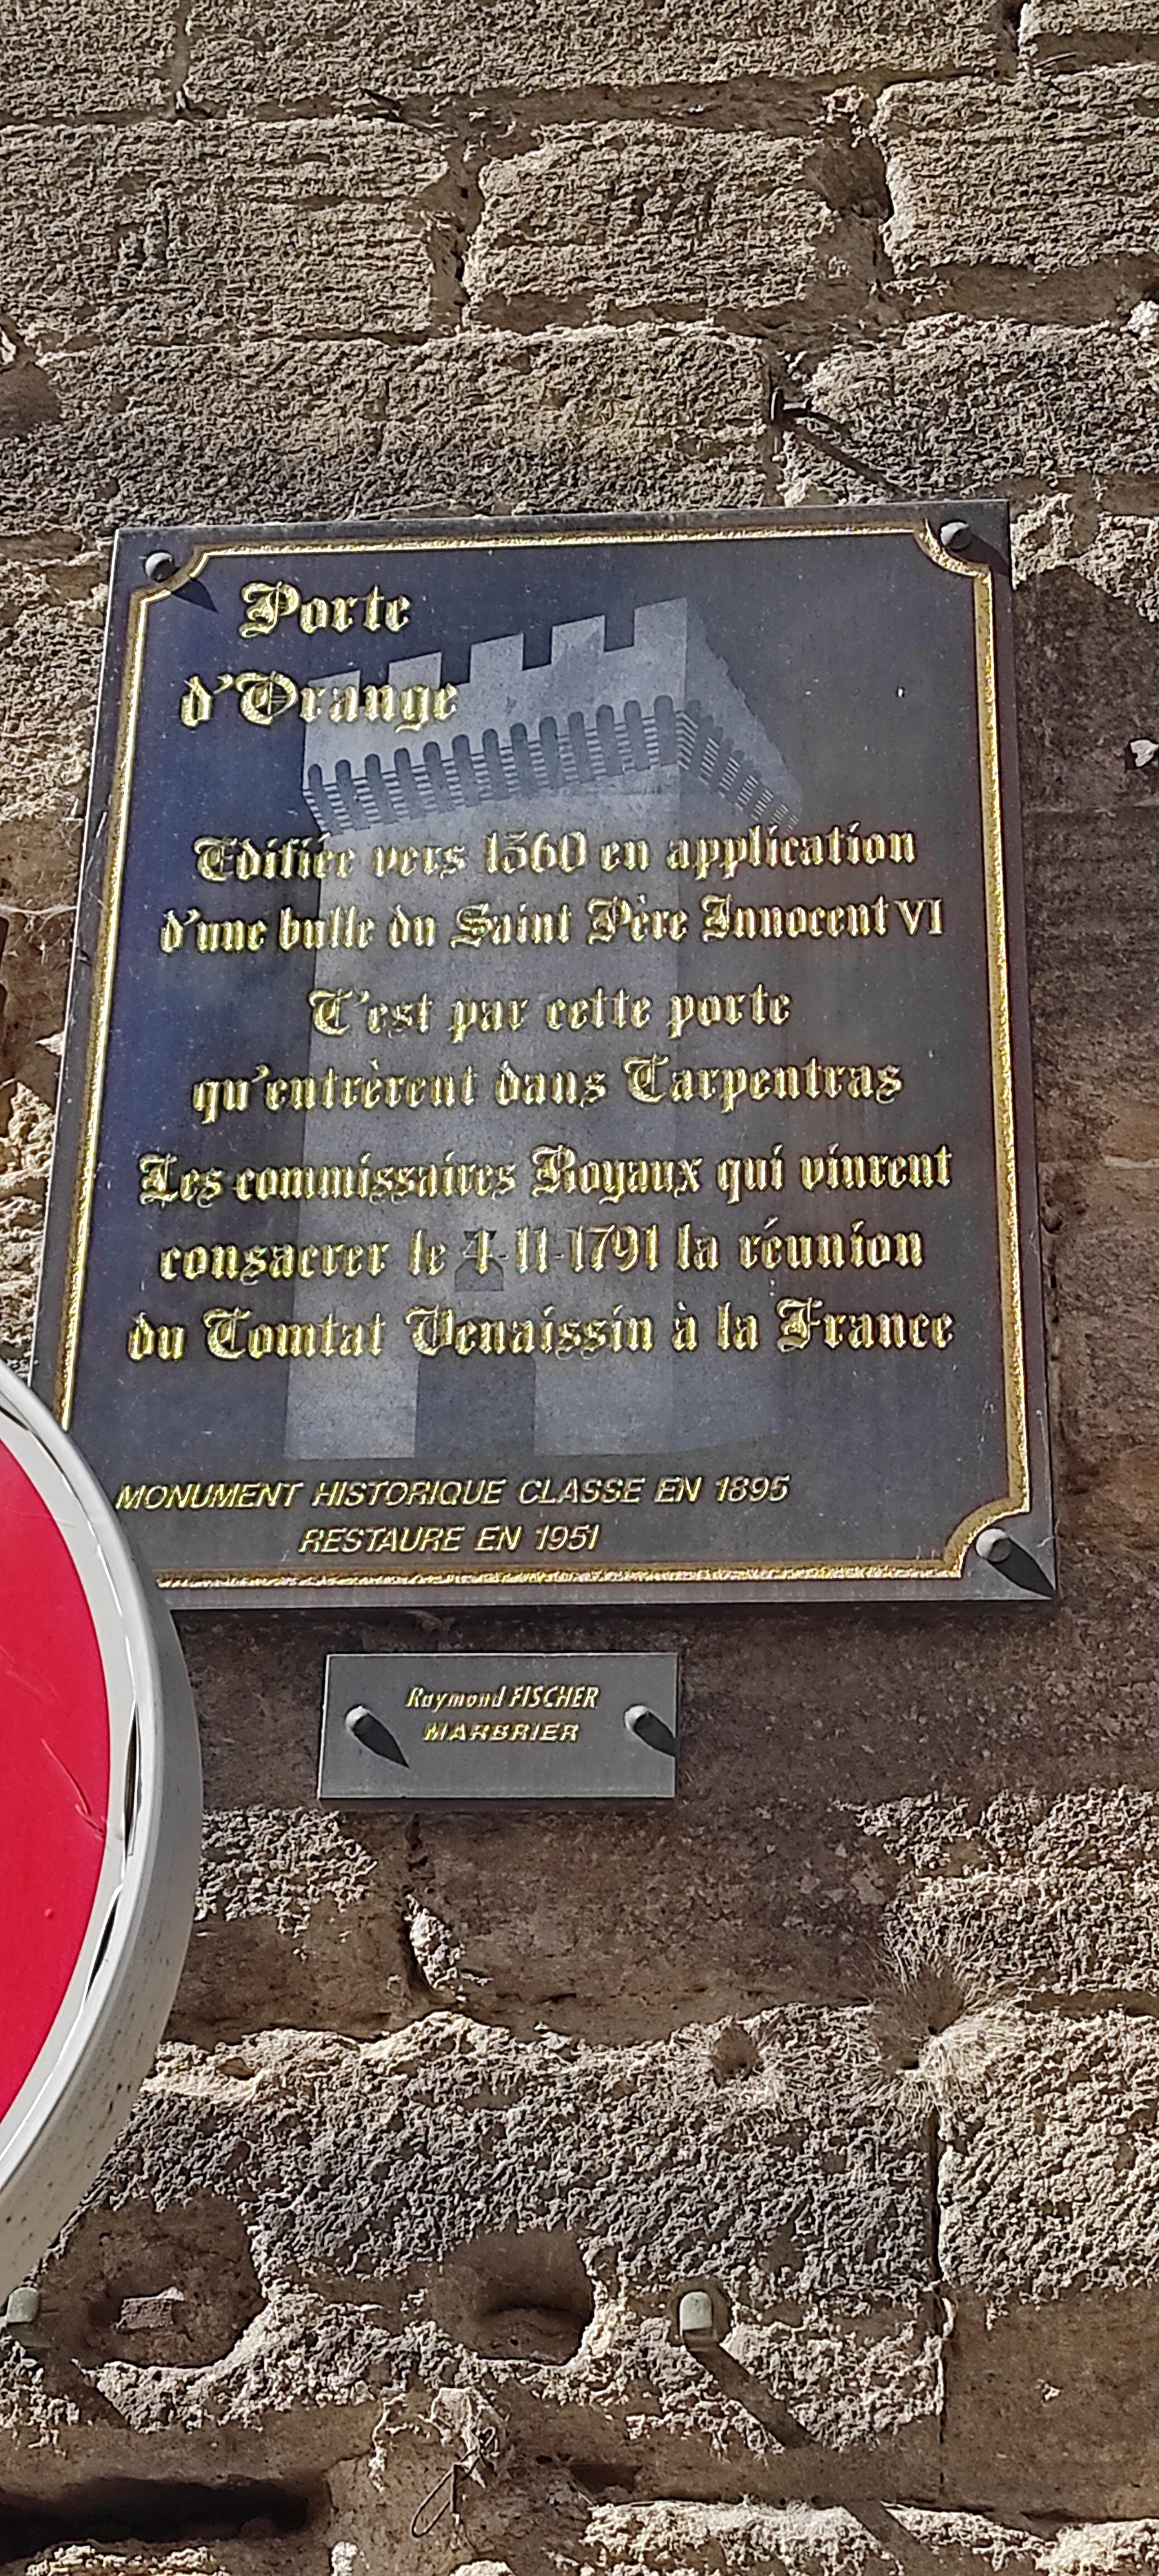 Porte
d'Orange
Edifiée vers 1360 en application
d'une bulle du Saint Père Innocent VI
C'est par cette porte
qu'entrèrent dans Carpentras
Les commissaires Royaux qui vinrent
consacrer le 4-11-1791 la réunion
du Comtat Venaissin à la France
MONUMENT HISTORIQUE CLASSE EN 1895
RESTAURE EN 1951
Raymond FISCHER
MARBRIER